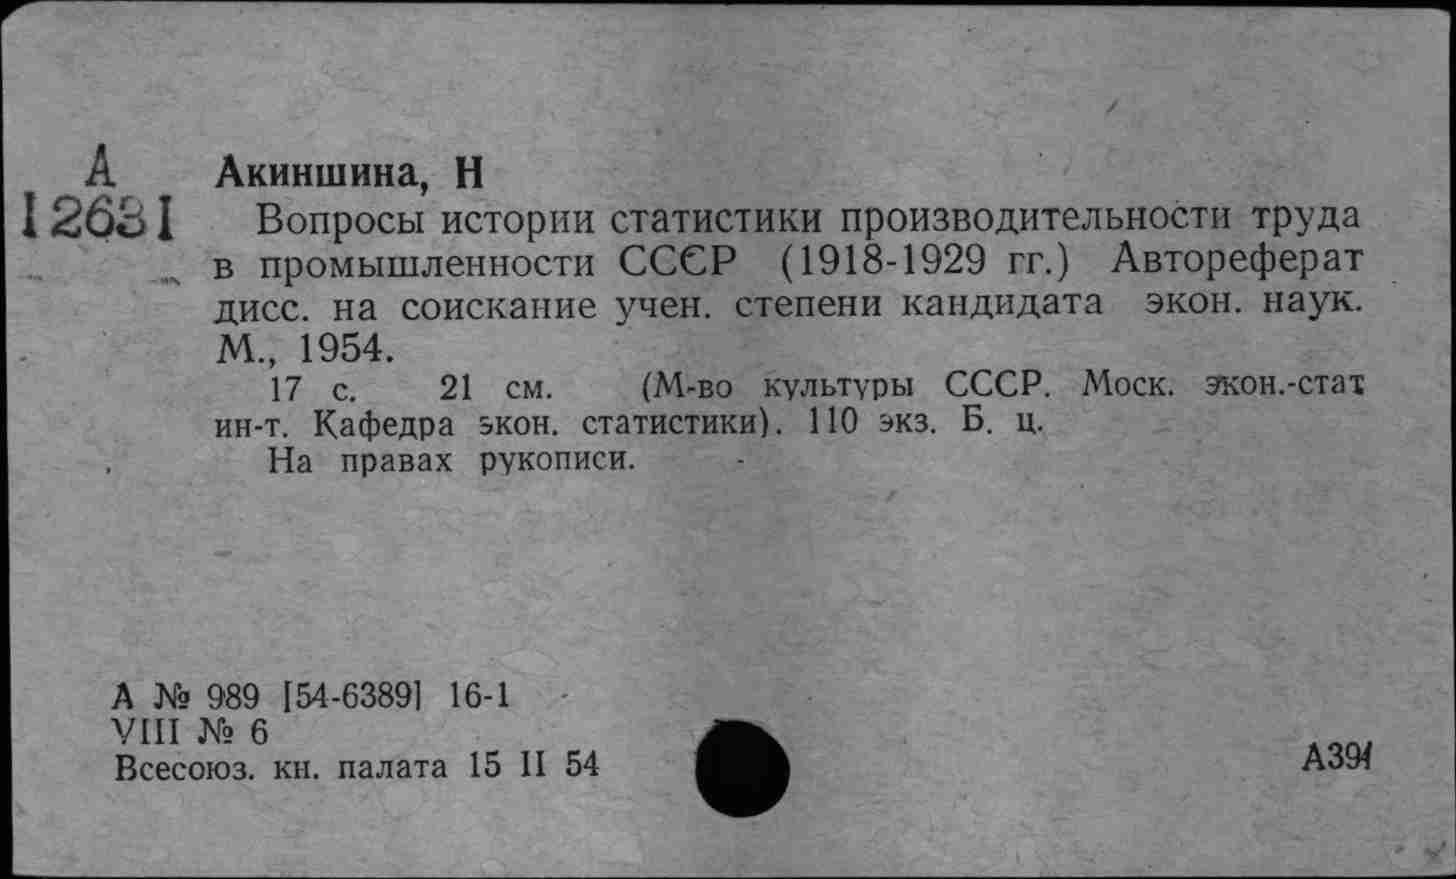 А
12631
Акиншина, Н
Вопросы истории статистики производительности труда
в промышленности СССР (1918-1929 гг.) Автореферат
дисс. на соискание учен. степени кандидата экон. наук.
М., 1954.
17 с. 21 см. (М-во культуры СССР. Моск. экон.-стат
ин-т. Кафедра экон. статистики). 110 экз. Б. ц.
На правах рукописи.
А № 989 [54-6389] 16-1
VIII № 6
Всесоюз. кн. палата 15 II 54
А394